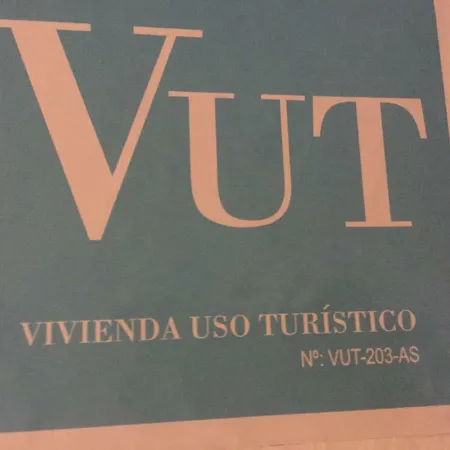 VUT
VIVIENDA USO TURÍSTICO
Nº: VUT-203-AS